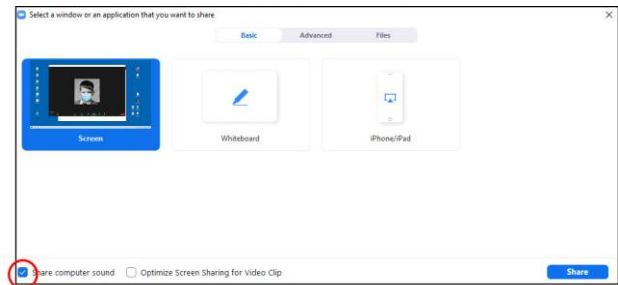 Select a window or an application that you want to share
Basic Advanced Files
Screen Whiteboard iPhone/iPad
Share computer sound Optimize Screen Sharing for Video Clip Share